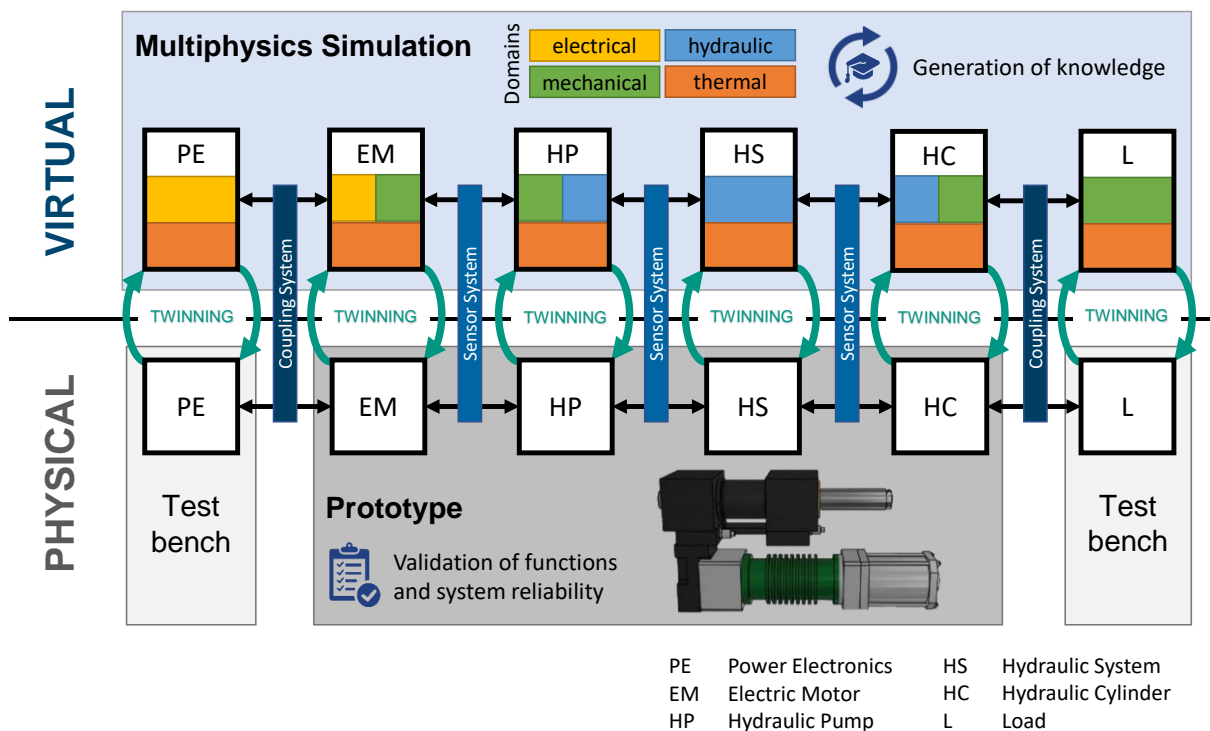 Multiphysics Simulation
Domains
electrical
hydraulic
mechanical
thermal
Generation of knowledge
VIRTUAL
PE
EM
HP
HS
HC
L
Coupling System
Sensor System
Sensor System
Sensor System
Coupling System
TWINNING
TWINNING
TWINNING
TWINNING
TWINNING
TWINNING
PHYSICAL
PE
EM
HP
HS
HC
L
Test
bench
Prototype
Validation of functions
and system reliability
Test
bench
PE Power Electronics
EM Electric Motor
HP Hydraulic Pump
HS Hydraulic System
HC Hydraulic Cylinder
L Load